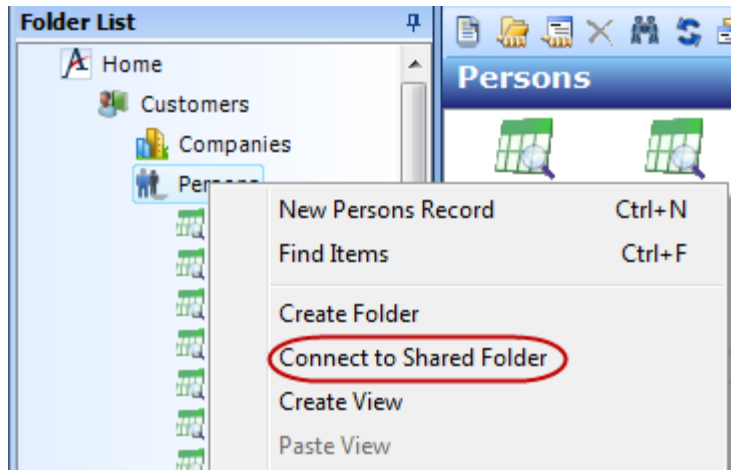 Folder List
Home
Customers
Companies
Persons
Persons
New Persons Record Ctrl+N
Find Items Ctrl+F
Create Folder
Connect to Shared Folder
Create View
Paste View